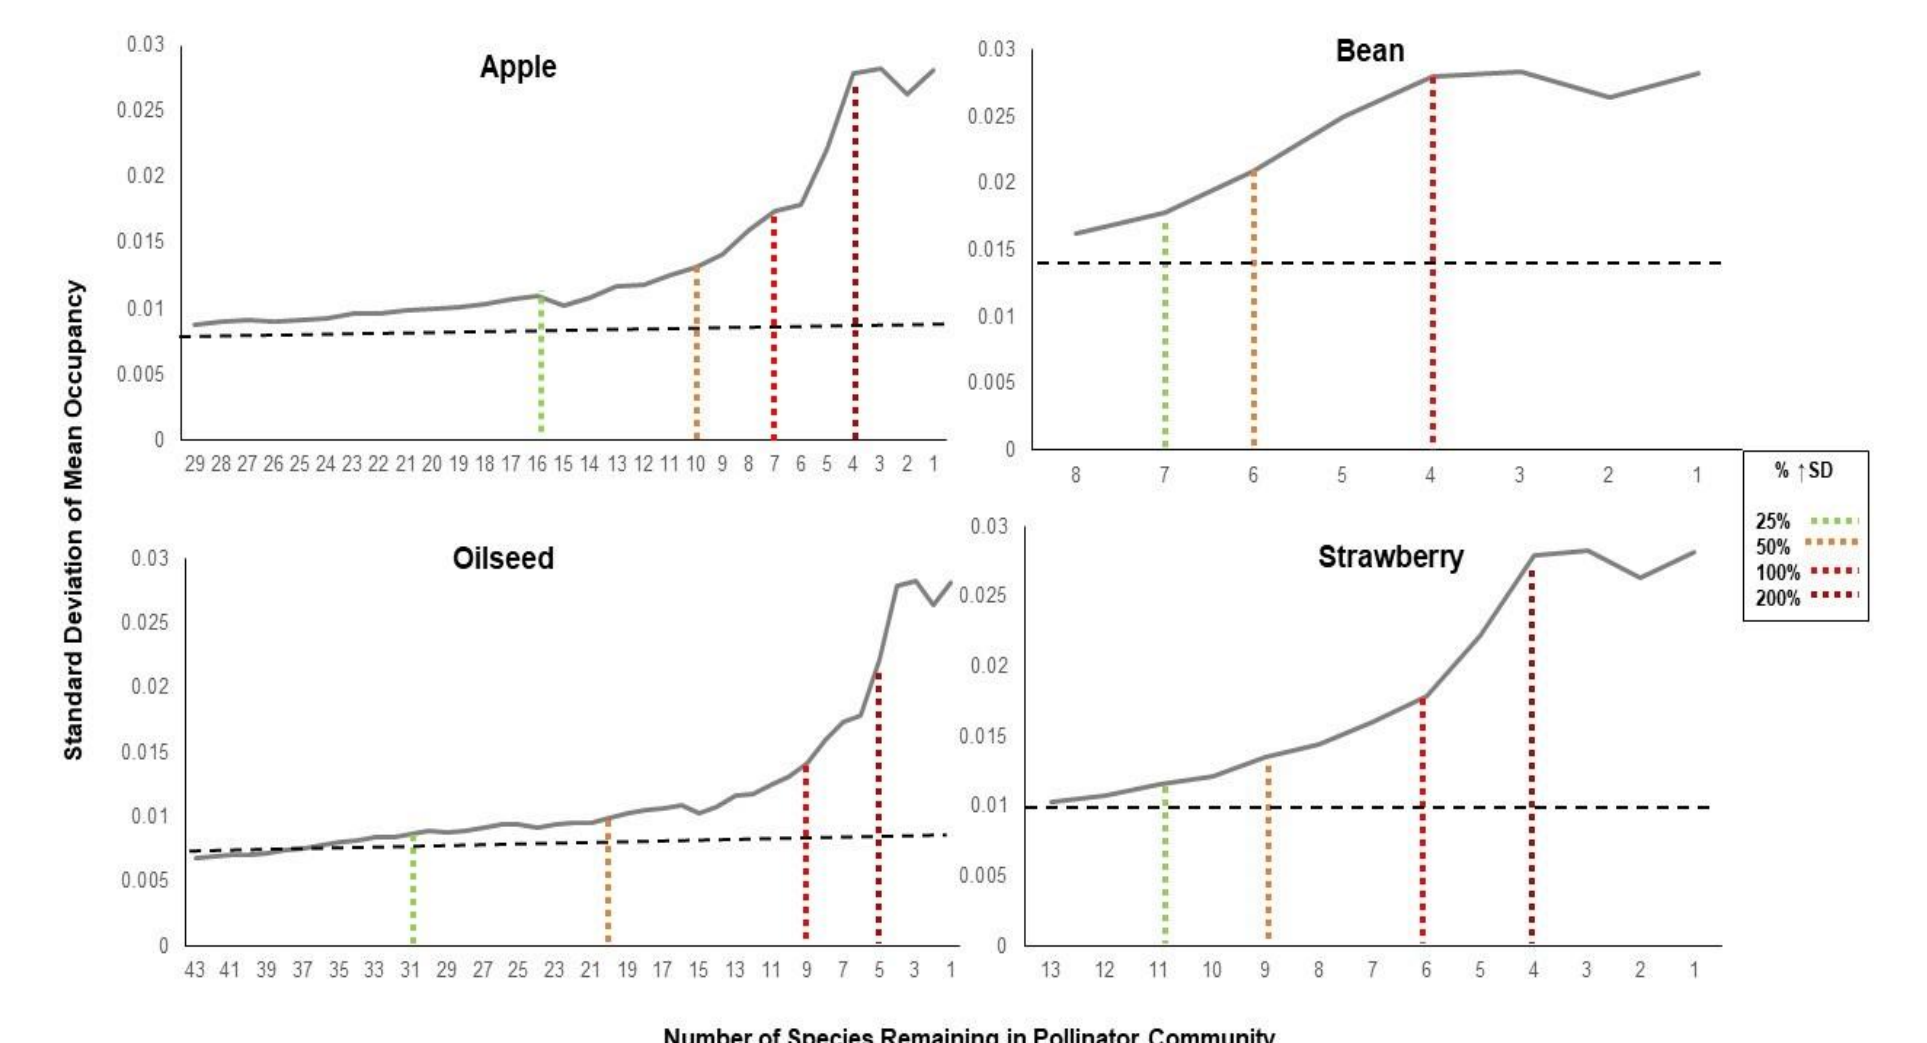 Standard Deviation of Mean Occupancy
Apple
0.03
0.025
0.02
0.015
0.01
0.005
0
29 28 27 26 25 24 23 22 21 20 19 18 17 16 15 14 13 12 11 10 9 8 7 6 5 4 3 2 1
Bean
0.03
0.025
0.02
0.015
0.01
0.005
0
8 7 6 5 4 3 2 1
% ↑SD
25%
50%
100%
200%
Oilseed
0.03
0.025
0.02
0.015
0.01
0.005
0
43 41 39 37 35 33 31 29 27 25 23 21 19 17 15 13 11 9 7 5 3 1
Strawberry
0.03
0.025
0.02
0.015
0.01
0.005
0
13 12 11 10 9 8 7 6 5 4 3 2 1
Number of Species Remaining in Pollinator Community